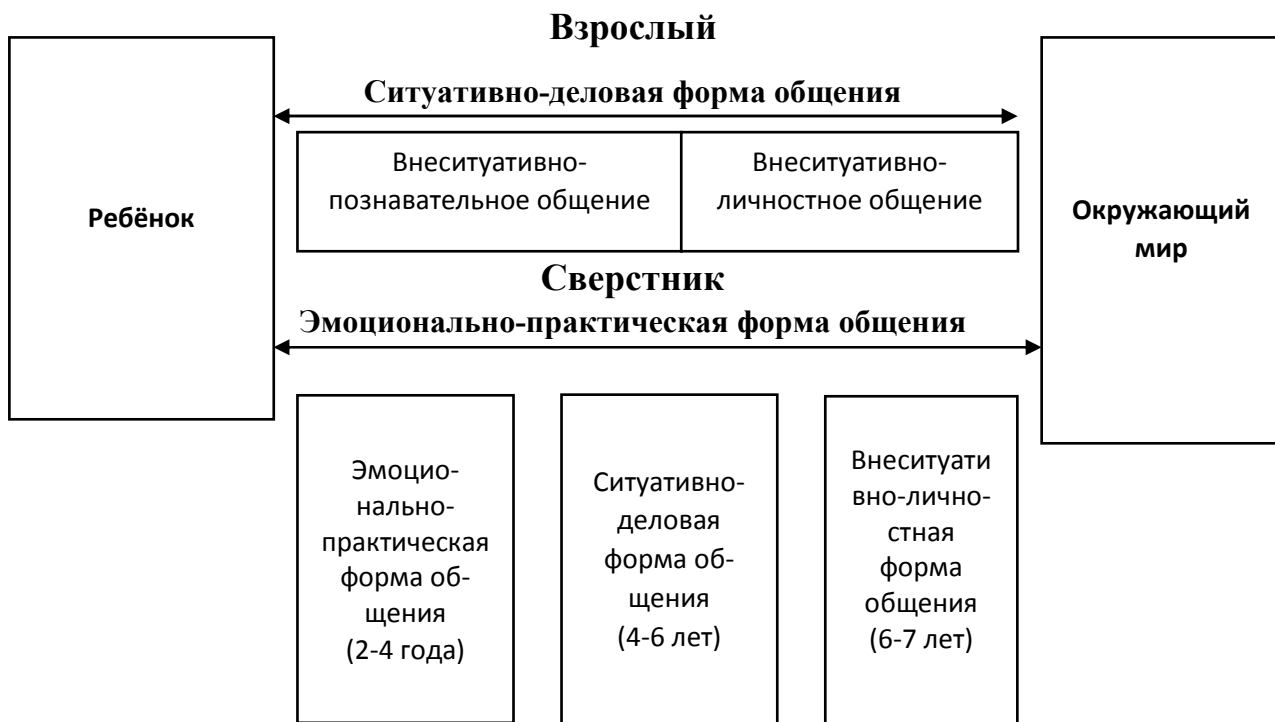 Взрослый
Ситуативно-деловая форма общения
Внеситуативно-
познавательное общение
Внеситуативно-
личностное общение
Ребёнок
Окружающий
мир
Сверстник
Эмоционально-практическая форма общения
Эмоцио-
нально-
практическая
форма об-
щения
(2-4 года)
Ситуативно-
деловая
форма об-
щения
(4-6 лет)
Внеситуати
вно-лично-
стная
форма
общения
(6-7 лет)